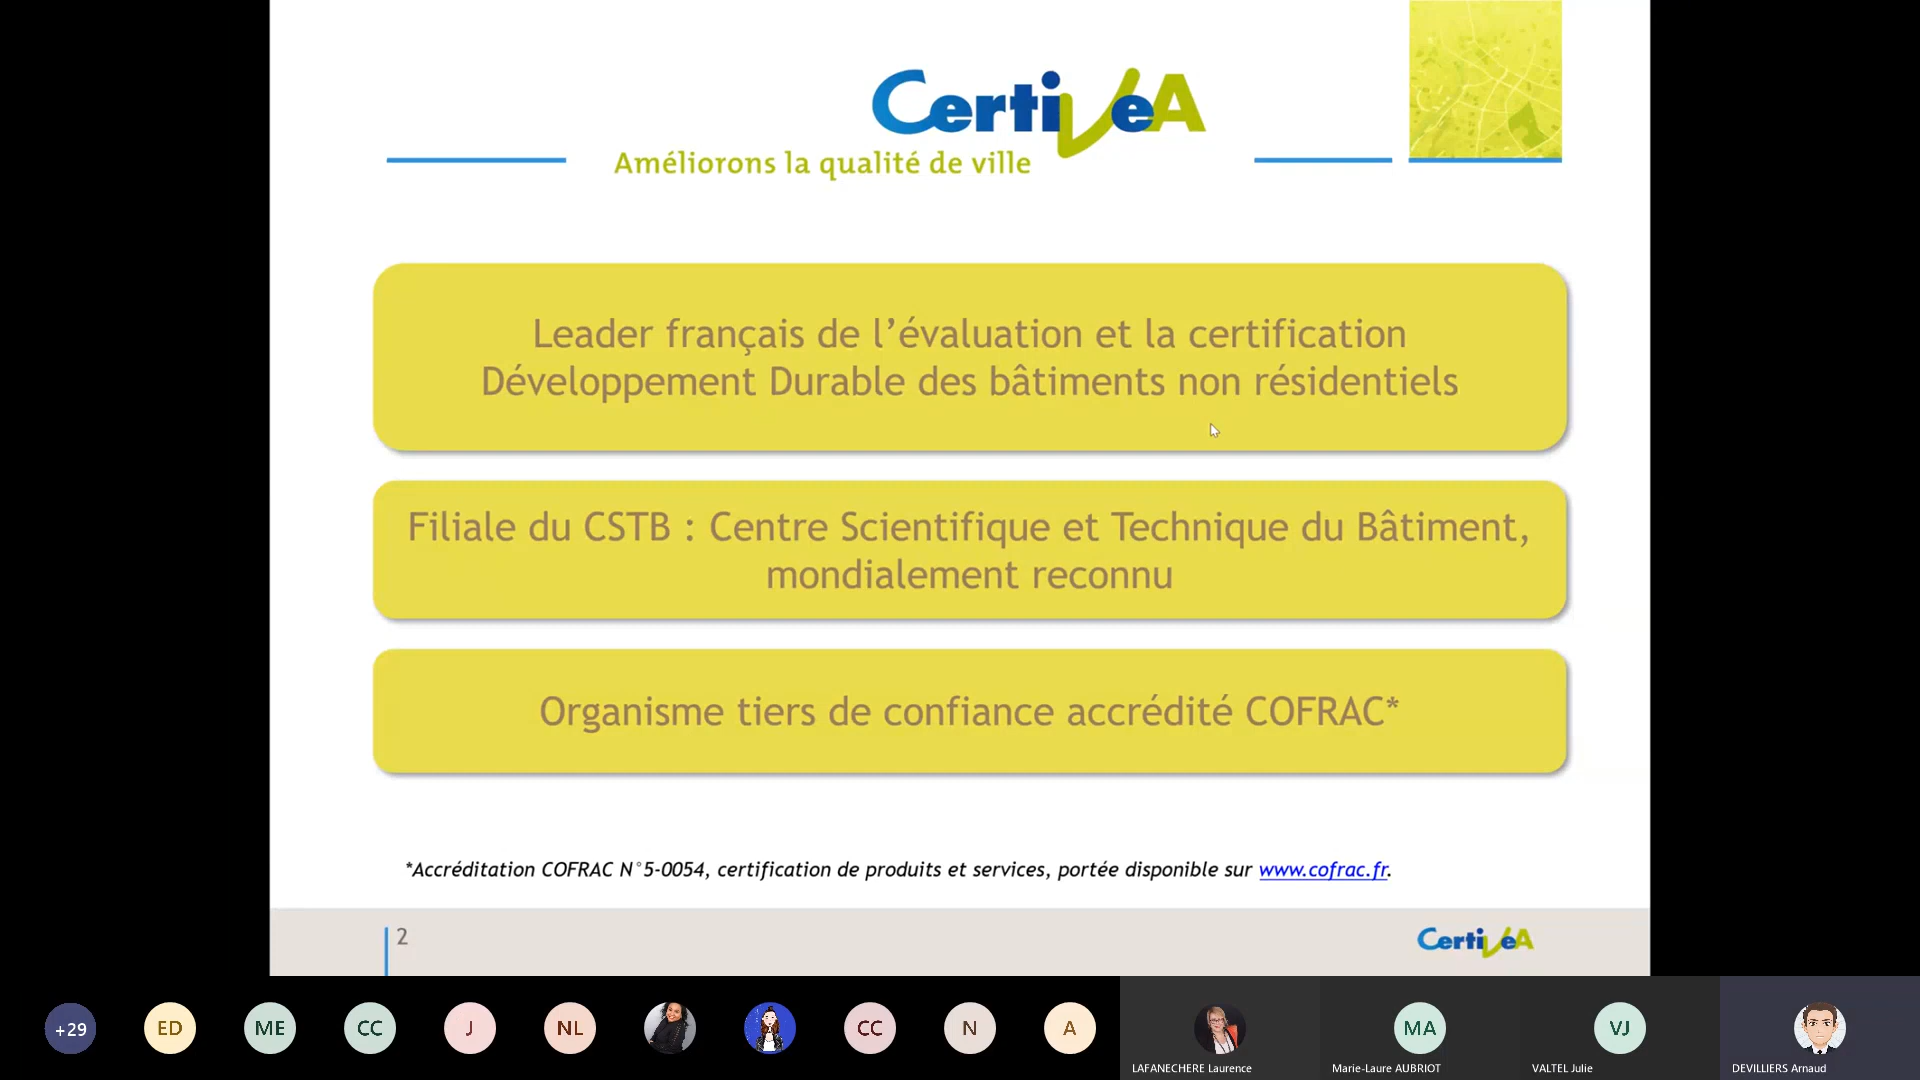 CertiVeA
Améliorons la qualité de ville
Leader français de l’évaluation et la certification
Développement Durable des bâtiments non résidentiels
Filiale du CSTB : Centre Scientifique et Technique du Bâtiment,
mondialement reconnu
Organisme tiers de confiance accrédité COFRAC*
*Accréditation COFRAC N°5-0054, certification de produits et services, portée disponible sur www.cofrac.fr.
2
CertiVeA
+29
ED
ME
CC
J
NL
CC
N
A
MA
VJ
LAFANECHERE Laurence
Marie-Laure AUBRIOT
VALTEL Julie
DEVILLIERS Arnaud